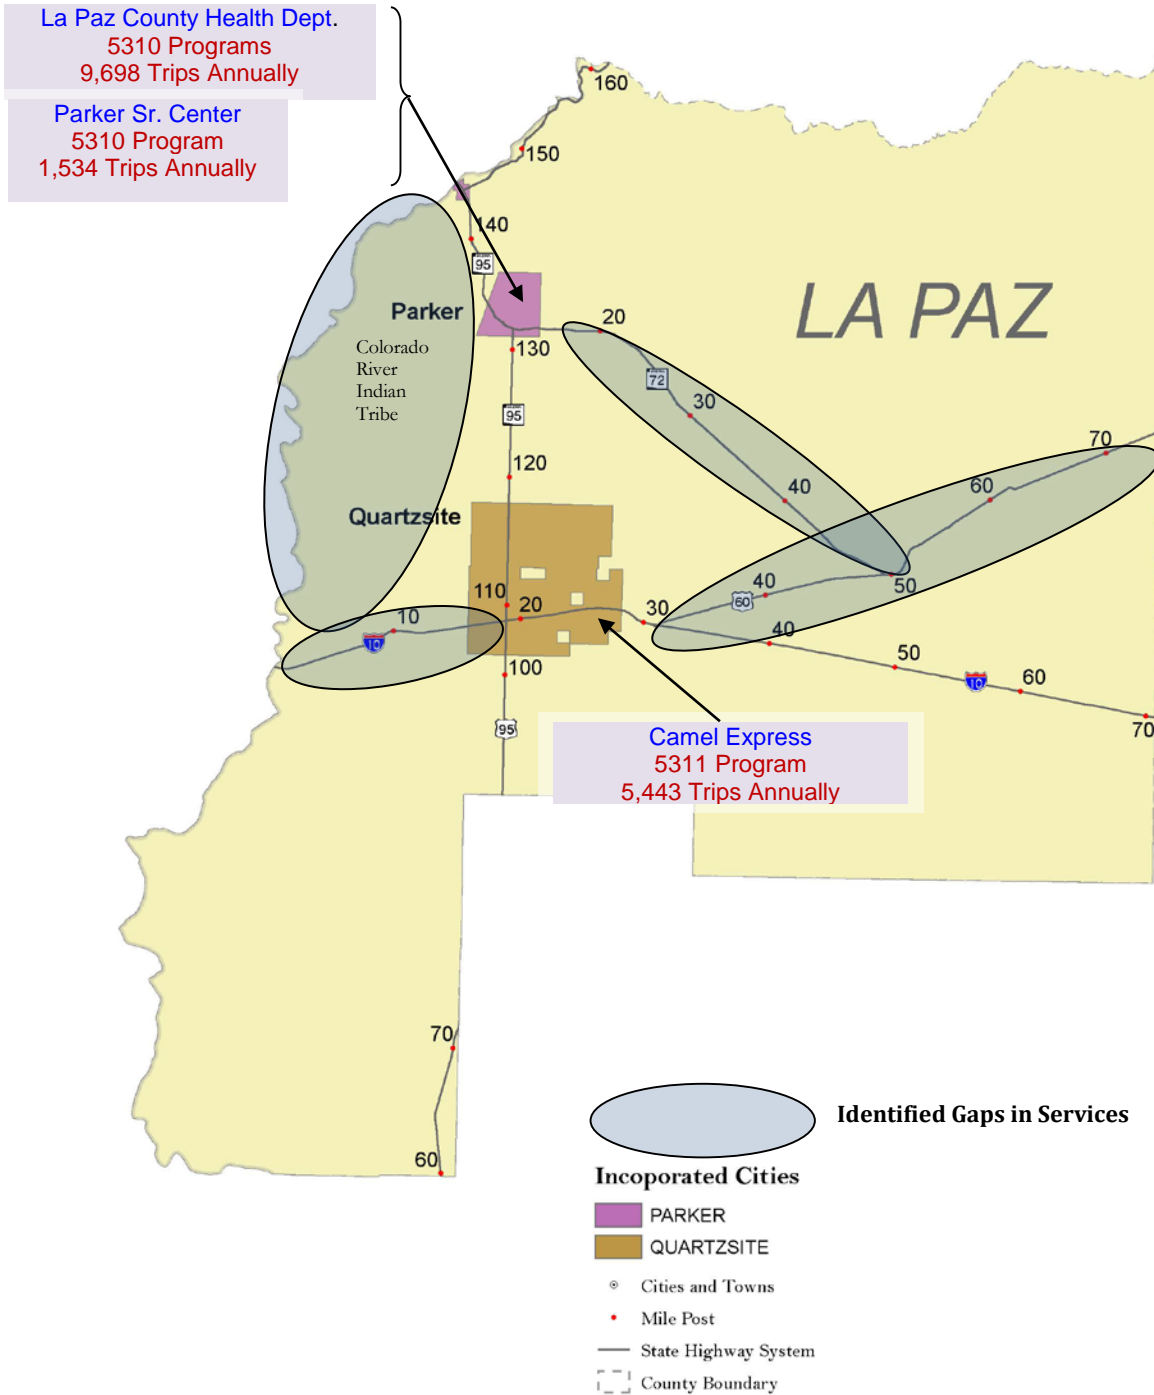 La Paz County Health Dept.
5310 Programs
9,698 Trips Annually
Parker Sr. Center
5310 Program
1,534 Trips Annually
160
150
140
95
LA PAZ
Parker
20
130
Colorado
River
Indian
Tribe
72
30
95
70
120
40
60
Quartzsite
50
40
60
110
20
30
10
10
40
50
60
10
100
70
95
Camel Express
5311 Program
5,443 Trips Annually
70
60
Identified Gaps in Services
Incoporated Cities
PARKER
QUARTZSITE
Cities and Towns
Mile Post
State Highway System
County Boundary